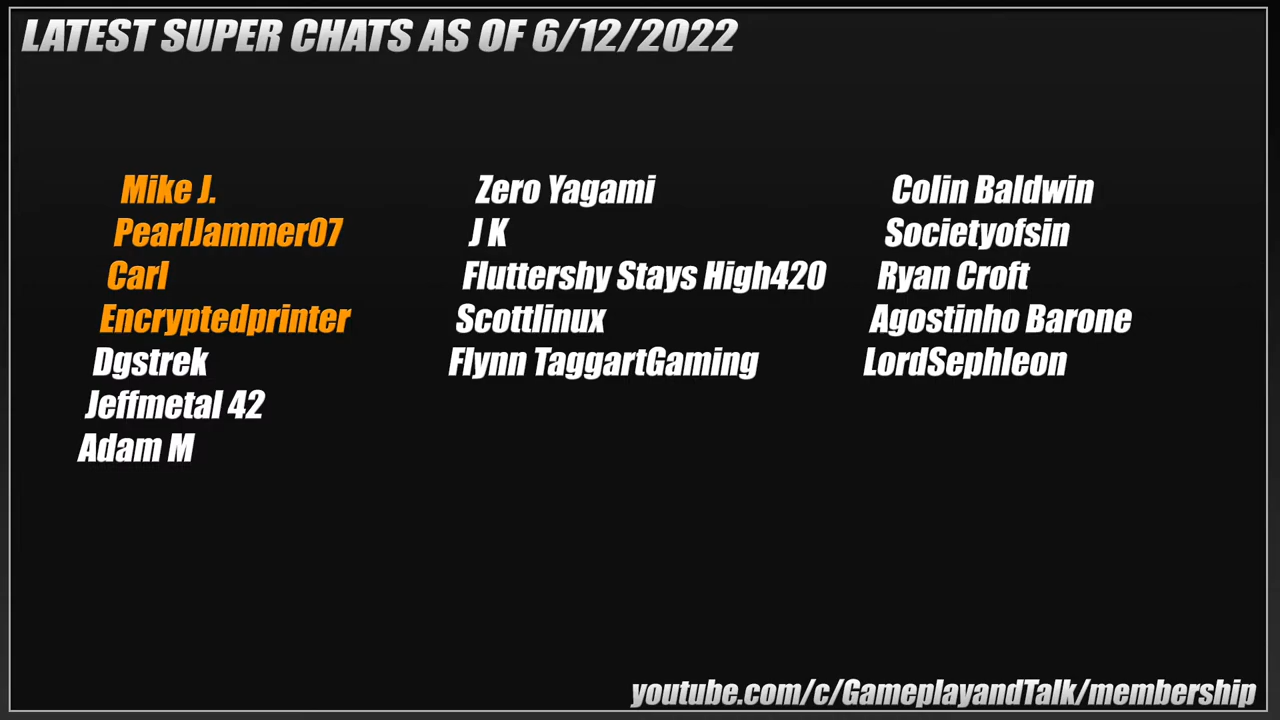 LATEST SUPER CHATS AS OF 6/12/2022
Mike J.
PearlJammer07
Carl
Encryptedprinter
Dgstrek
Jeffmetal 42
Adam M
Zero Yagami
J K
Fluttershy Stays High420
Scottlinux
Flynn TaggartGaming
Colin Baldwin
Societyofsin
Ryan Croft
Agostinho Barone
LordSephleon
youtube.com/c/GameplayandTalk/membership